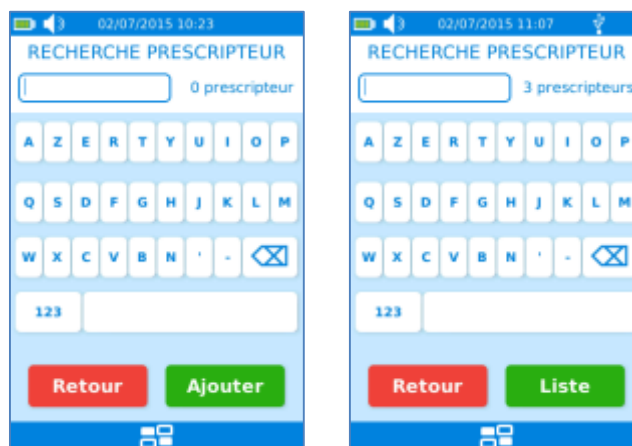 02/07/2015 10:23
RECHERCHE PRESCRIPTEUR
0 prescripteur
A Z E R T Y U I O P
Q S D F G H J K L M
W X C V B N ' -
123
Retour Ajouter
02/07/2015 11:07
RECHERCHE PRESCRIPTEUR
3 prescripteurs
A Z E R T Y U I O P
Q S D F G H J K L M
W X C V B N ' -
123
Retour Liste